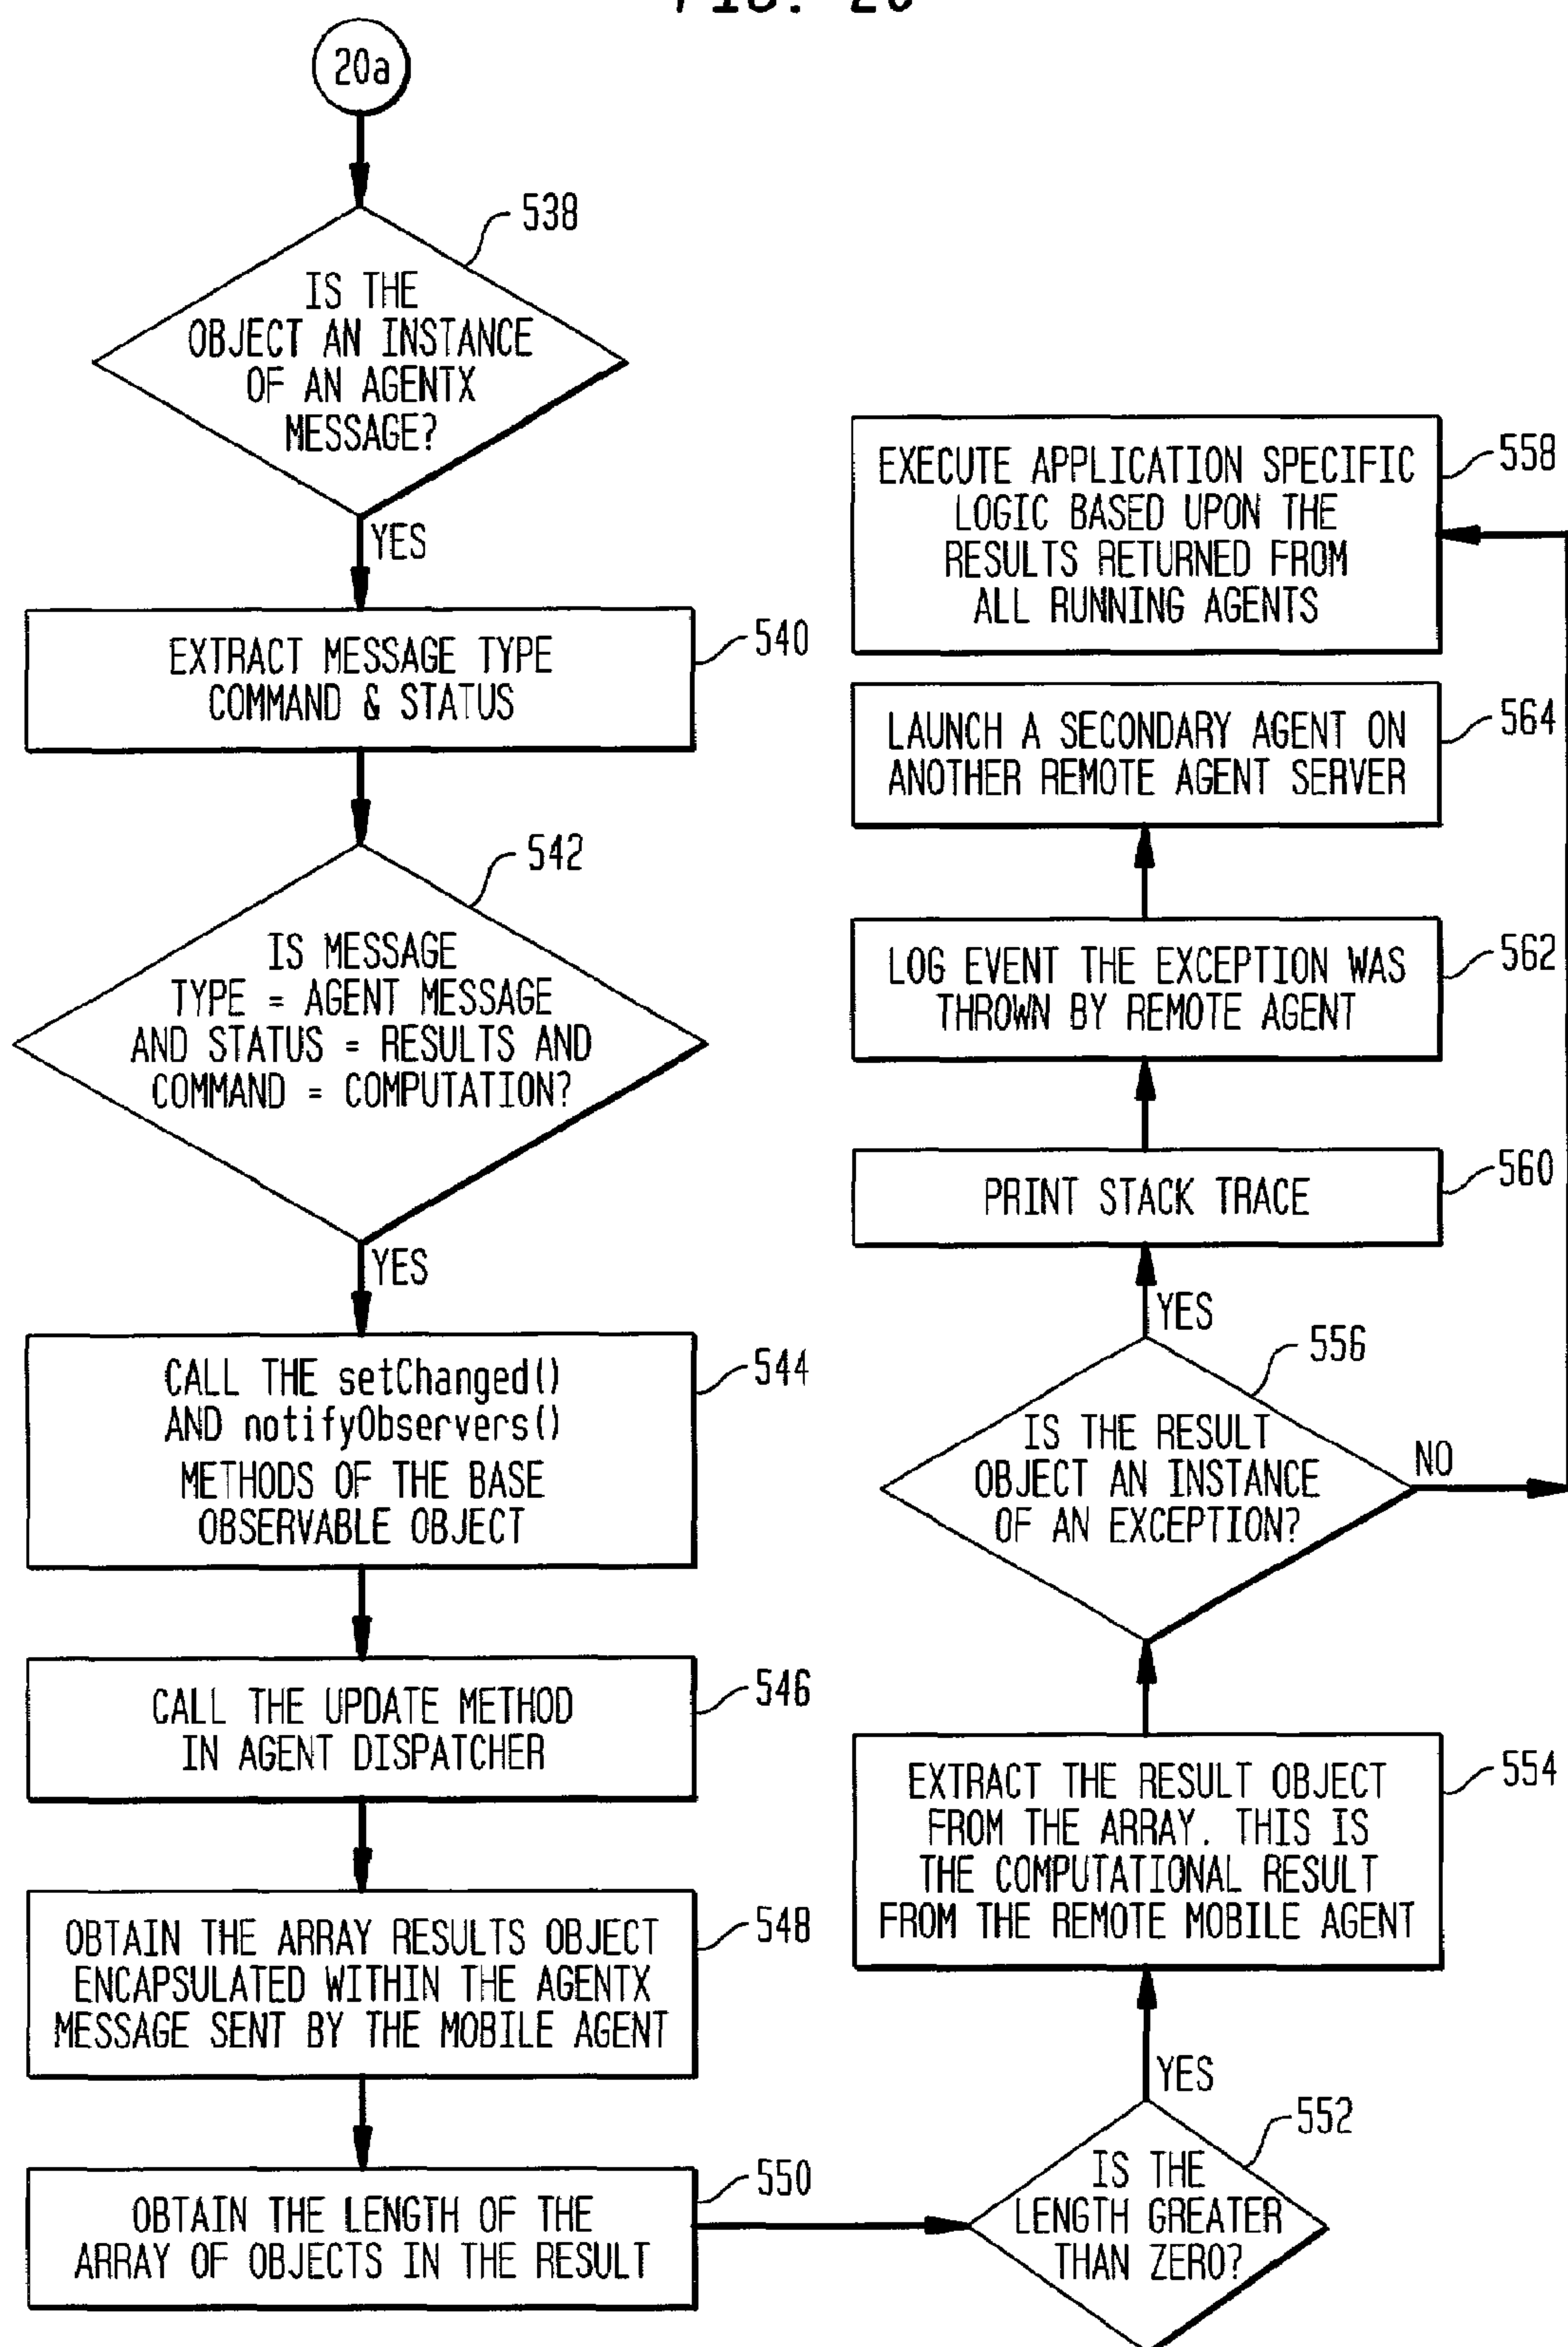 FIG. 20
20a
538
IS THE
OBJECT AN INSTANCE
OF AN AGENTX
MESSAGE?
YES
540
EXTRACT MESSAGE TYPE
COMMAND & STATUS
542
IS MESSAGE
TYPE = AGENT MESSAGE
AND STATUS = RESULTS AND
COMMAND = COMPUTATION?
YES
544
CALL THE setChanged()
AND notifyObservers()
METHODS OF THE BASE
OBSERVABLE OBJECT
546
CALL THE UPDATE METHOD
IN AGENT DISPATCHER
548
OBTAIN THE ARRAY RESULTS OBJECT
ENCAPSULATED WITHIN THE AGENTX
MESSAGE SENT BY THE MOBILE AGENT
550
OBTAIN THE LENGTH OF THE
ARRAY OF OBJECTS IN THE RESULT
552
IS THE
LENGTH GREATER
THAN ZERO?
YES
554
EXTRACT THE RESULT OBJECT
FROM THE ARRAY. THIS IS
THE COMPUTATIONAL RESULT
FROM THE REMOTE MOBILE AGENT
556
IS THE RESULT
OBJECT AN INSTANCE
OF AN EXCEPTION?
NO
YES
560
PRINT STACK TRACE
562
LOG EVENT THE EXCEPTION WAS
THROWN BY REMOTE AGENT
564
LAUNCH A SECONDARY AGENT ON
ANOTHER REMOTE AGENT SERVER
558
EXECUTE APPLICATION SPECIFIC
LOGIC BASED UPON THE
RESULTS RETURNED FROM
ALL RUNNING AGENTS